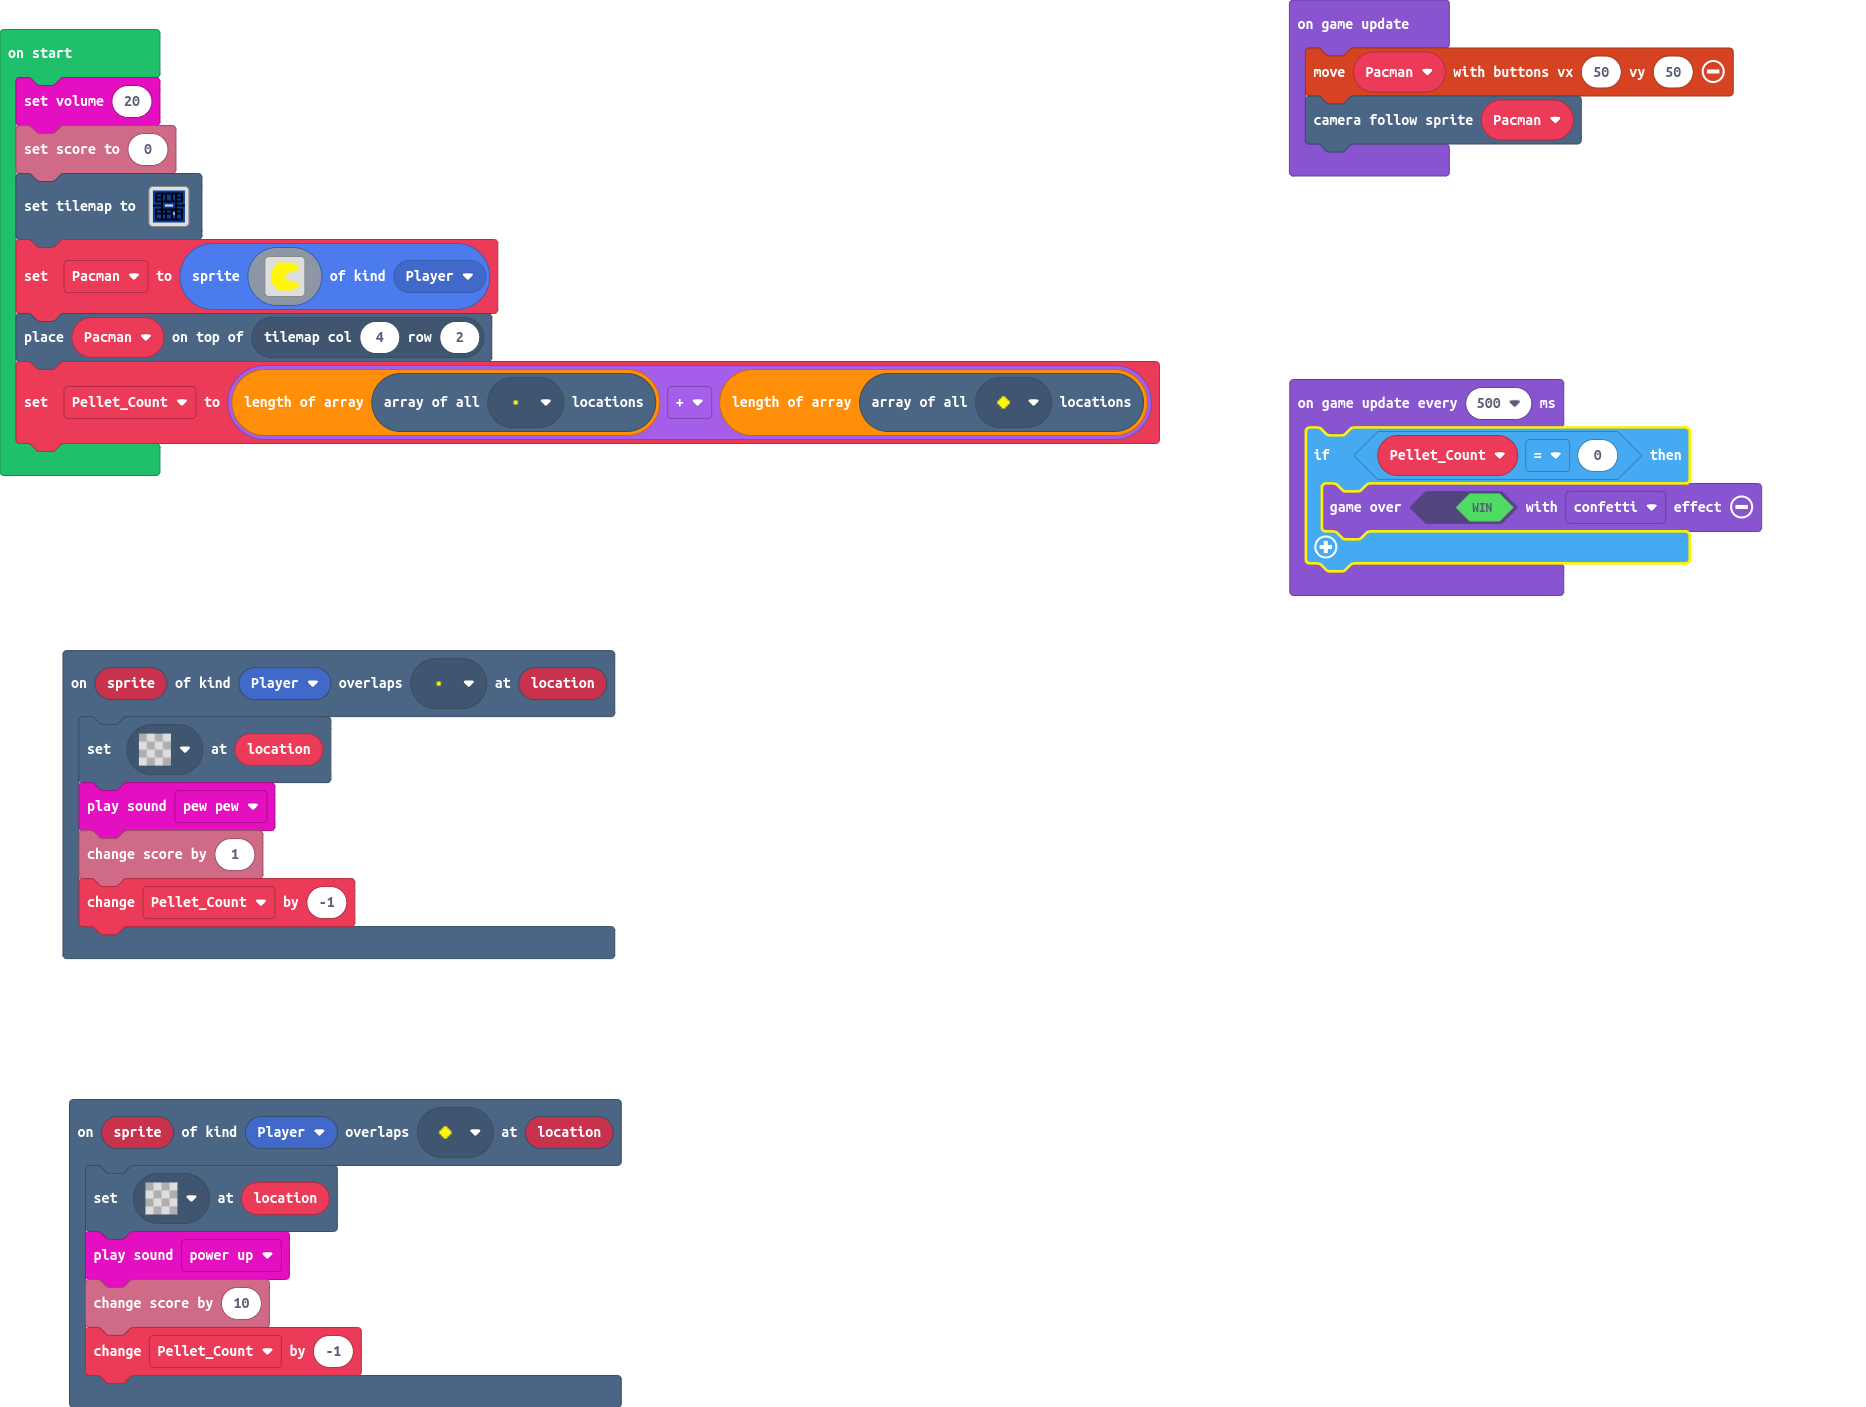 on start
set volume 20
set score to 0
set tilemap to
set Pacman to sprite of kind Player
place Pacman on top of tilemap col 4 row 2
set Pellet_Count to length of array array of all locations + length of array array of all locations
on game update
move Pacman with buttons vx 50 vy 50
camera follow sprite Pacman
on game update every 500 ms
if Pellet_Count = 0 then
game over WIN with confetti effect
on sprite of kind Player overlaps at location
set at location
play sound pew pew
change score by 1
change Pellet_Count by -1
on sprite of kind Player overlaps at location
set at location
play sound power up
change score by 10
change Pellet_Count by -1